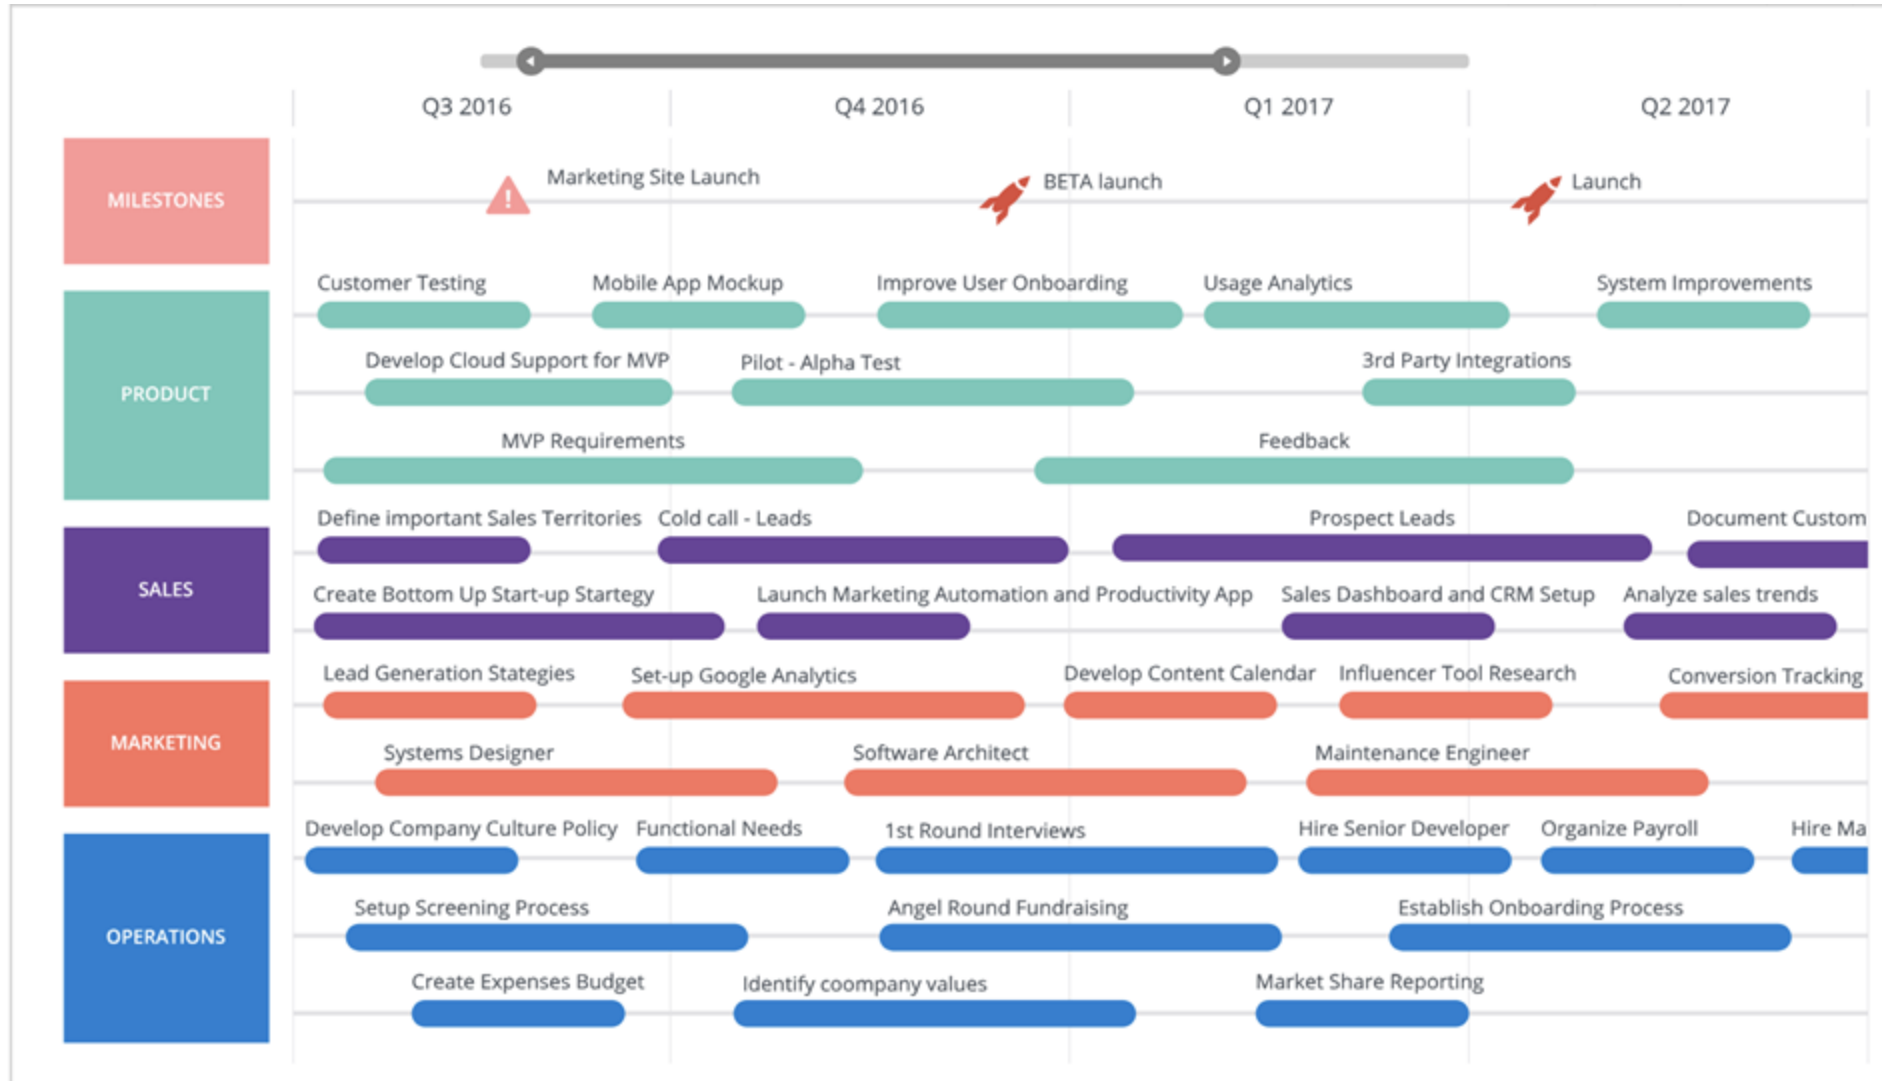 Q3 2016 Q4 2016 Q1 2017 Q2 2017
MILESTONES
Marketing Site Launch BETA launch Launch
PRODUCT
Customer Testing Mobile App Mockup Improve User Onboarding Usage Analytics System Improvements
Develop Cloud Support for MVP Pilot - Alpha Test 3rd Party Integrations
MVP Requirements Feedback
SALES
Define important Sales Territories Cold call - Leads Prospect Leads Document Custom
Create Bottom Up Start-up Startegy Launch Marketing Automation and Productivity App Sales Dashboard and CRM Setup Analyze sales trends
MARKETING
Lead Generation Stategies Set-up Google Analytics Develop Content Calendar Influencer Tool Research Conversion Tracking
Systems Designer Software Architect Maintenance Engineer
OPERATIONS
Develop Company Culture Policy Functional Needs 1st Round Interviews Hire Senior Developer Organize Payroll Hire Ma
Setup Screening Process Angel Round Fundraising Establish Onboarding Process
Create Expenses Budget Identify coompany values Market Share Reporting